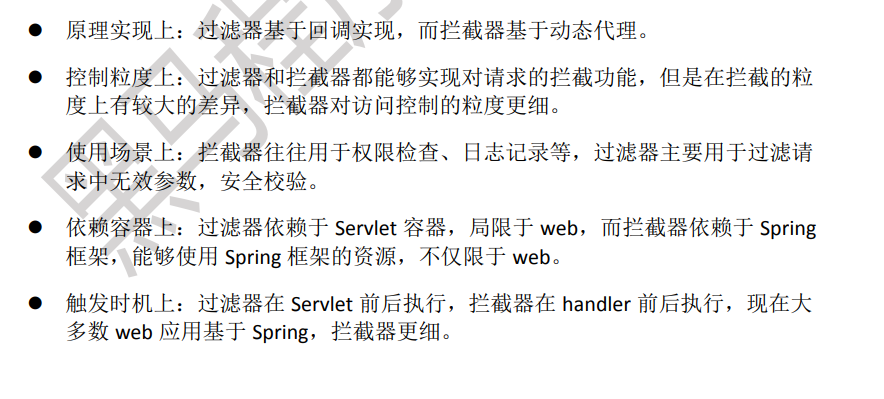 ● 原理实现上：过滤器基于回调实现，而拦截器基于动态代理。
● 控制粒度上：过滤器和拦截器都能够实现对请求的拦截功能，但是在拦截的粒
度上有较大的差异，拦截器对访问控制的粒度更细。
● 使用场景上：拦截器往往用于权限检查、日志记录等，过滤器主要用于过滤请
求中无效参数，安全校验。
● 依赖容器上：过滤器依赖于 Servlet 容器，局限于 web，而拦截器依赖于 Spring
框架，能够使用 Spring 框架的资源，不仅限于 web。
● 触发时机上：过滤器在 Servlet 前后执行，拦截器在 handler 前后执行，现在大
多数 web 应用基于 Spring，拦截器更细。
黑马程序